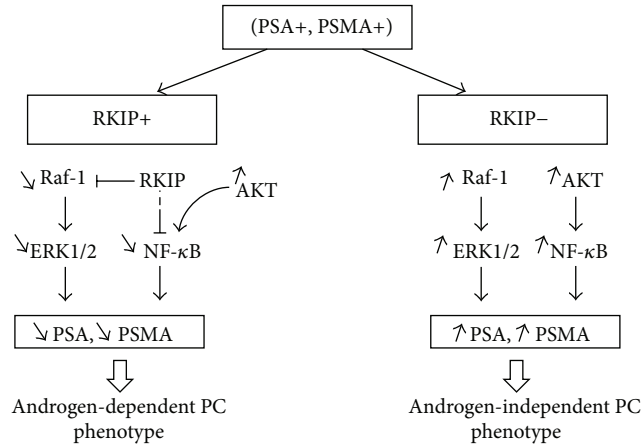 (PSA+, PSMA+)
RKIP+
RKIP−
Raf-1
RKIP
AKT
ERK1/2
NF-κB
PSA, PSMA
Androgen-dependent PC
phenotype
Raf-1
AKT
ERK1/2
NF-κB
PSA, PSMA
Androgen-independent PC
phenotype